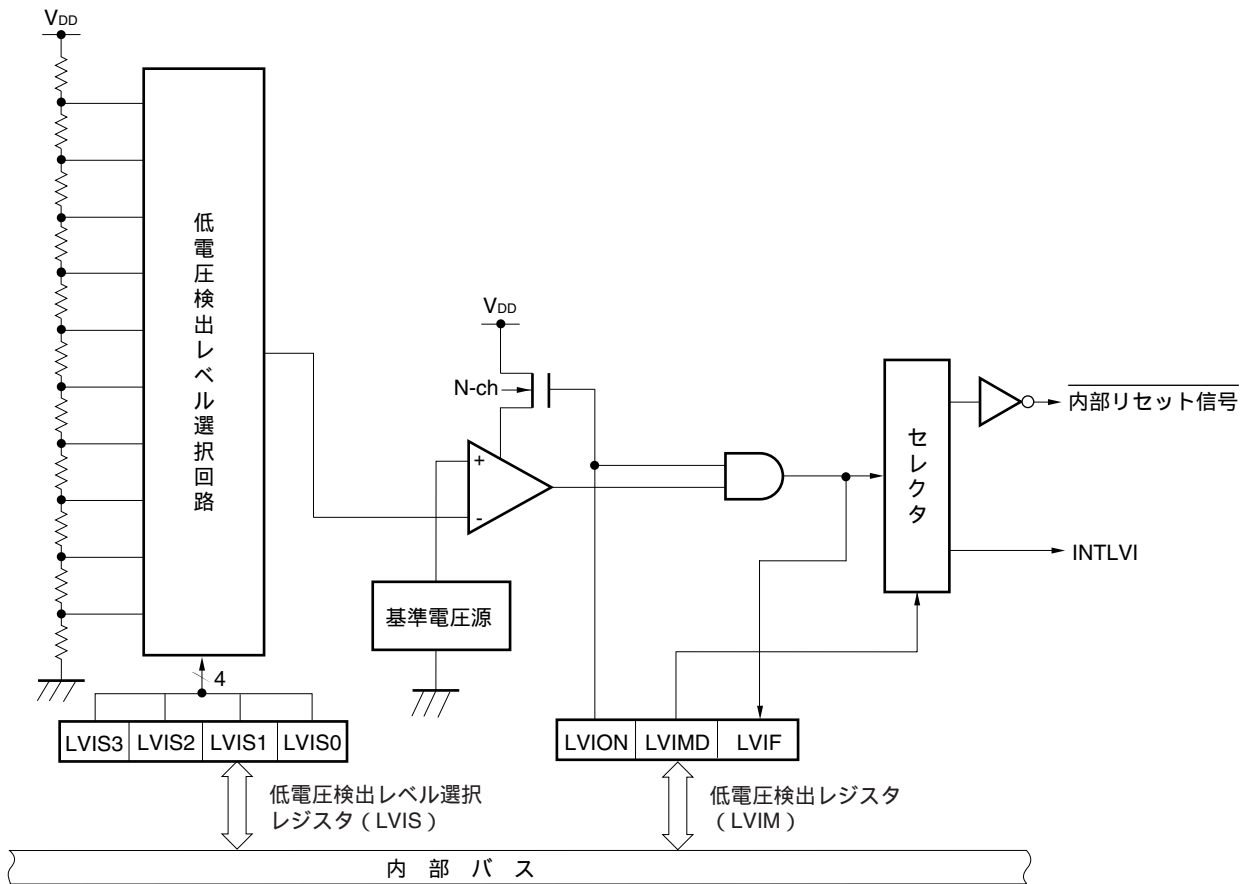 VDD
低電圧検出レベル選択回路
VDD
N-ch
+
-
セレクタ
内部リセット信号
INTLVI
基準電圧源
4
LVIS3 LVIS2 LVIS1 LVIS0
LVION LVIMD LVIF
低電圧検出レベル選択
レジスタ（LVIS）
低電圧検出レジスタ
（LVIM）
内 部 バ ス